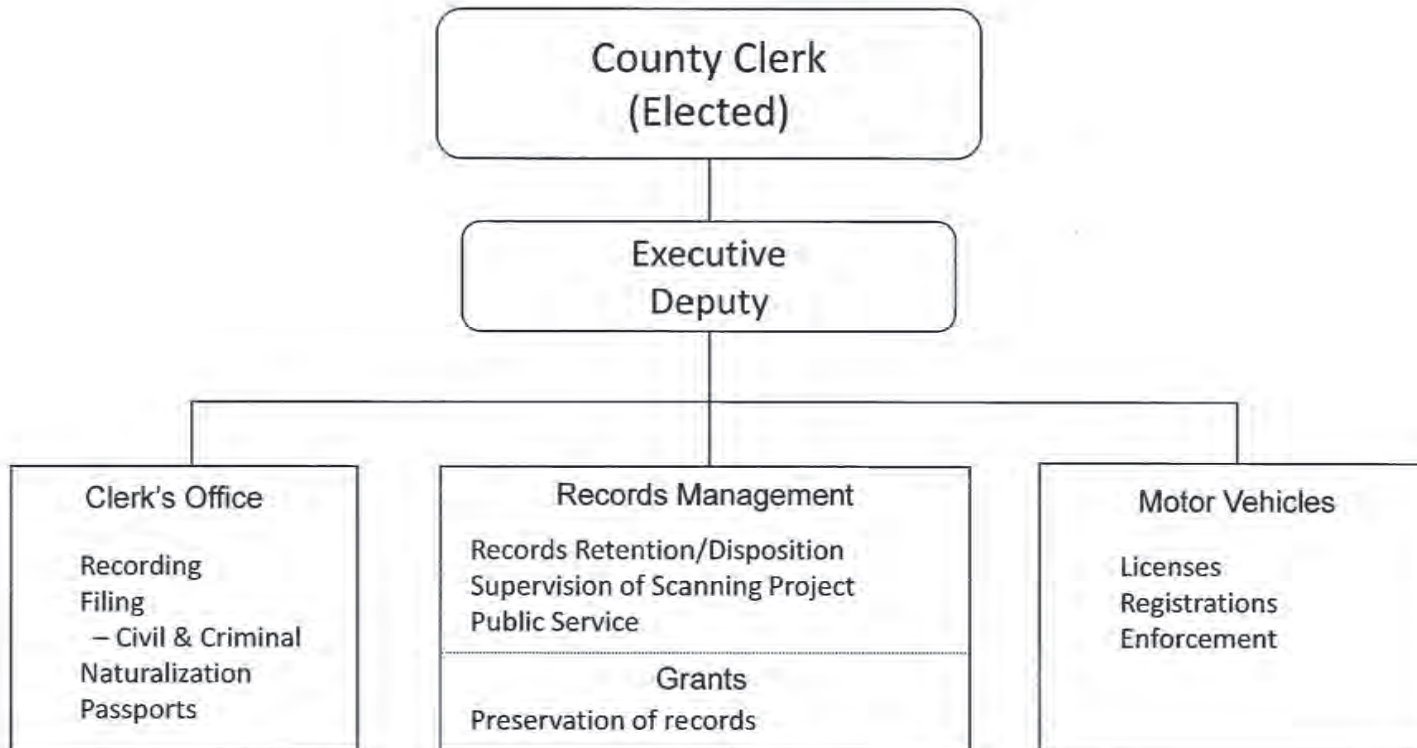 County Clerk
(Elected)
Executive
Deputy
Clerk's Office
Recording
Filing
– Civil & Criminal
Naturalization
Passports
Records Management
Records Retention/Disposition
Supervision of Scanning Project
Public Service
Grants
Preservation of records
Motor Vehicles
Licenses
Registrations
Enforcement